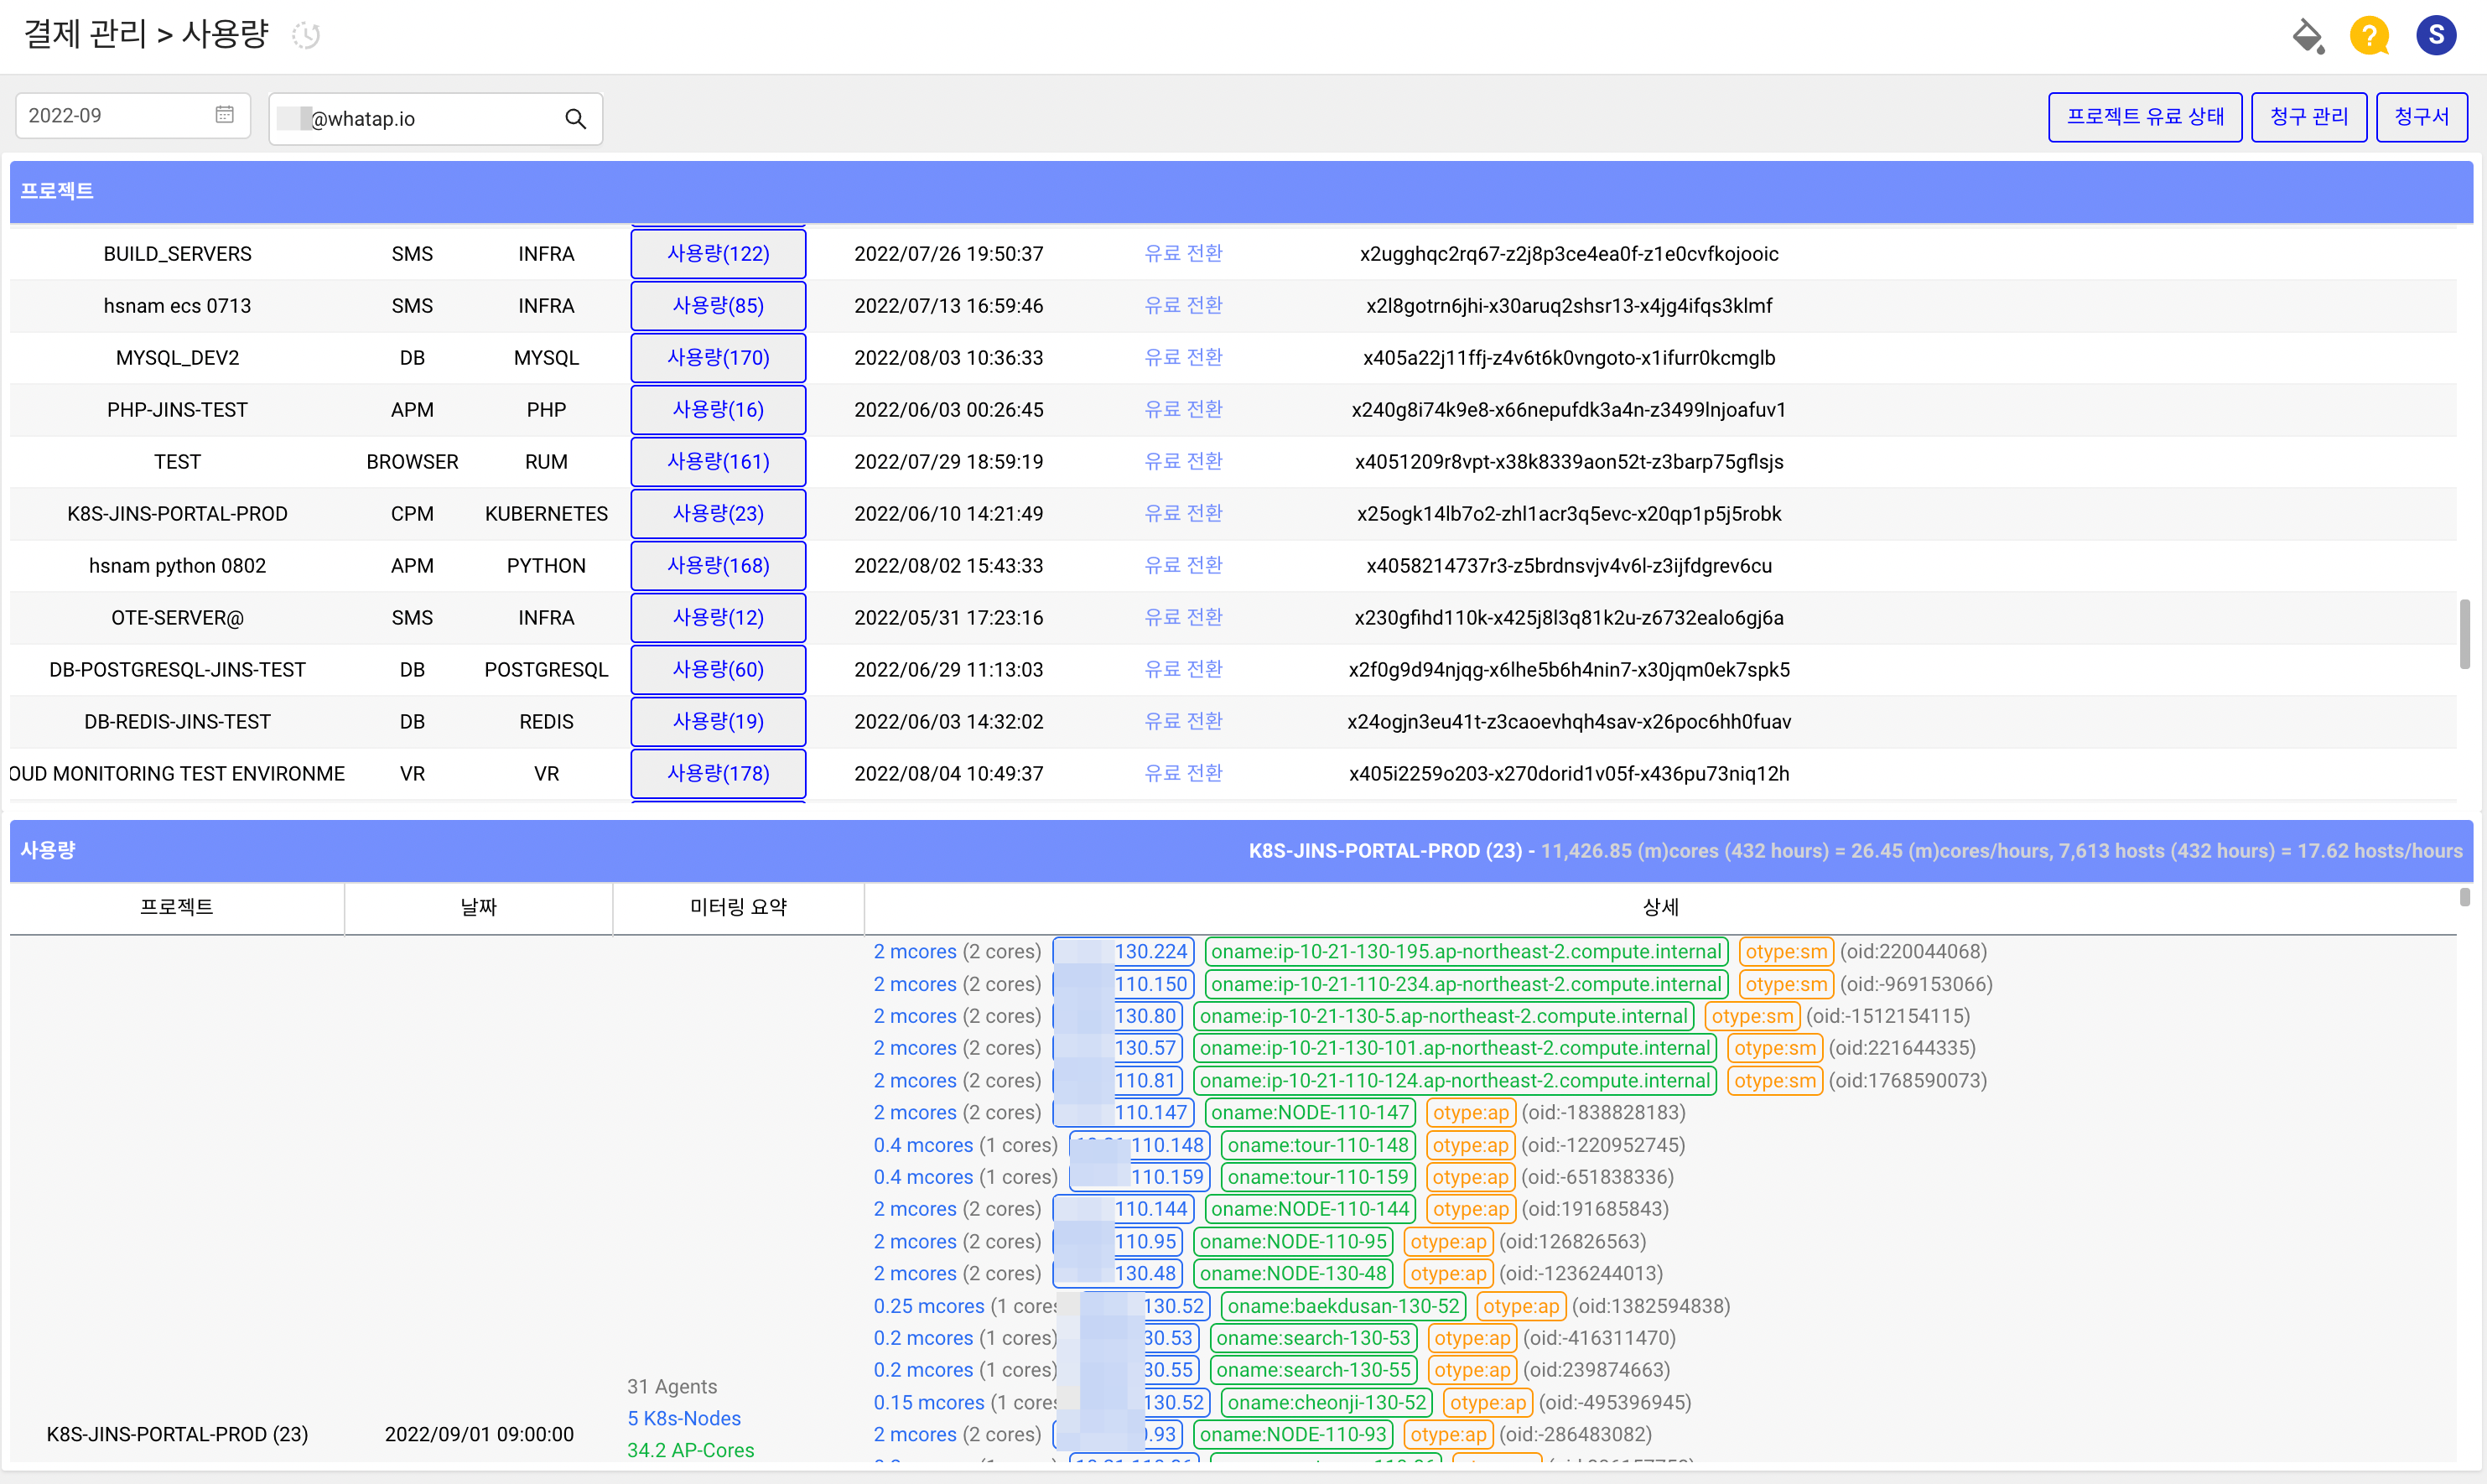 결제 관리 > 사용량
? S
2022-09 @whatap.io 프로젝트 유료 상태 청구 관리 청구서
프로젝트
BUILD_SERVERS SMS INFRA 사용량(122) 2022/07/26 19:50:37 유료 전환 x2ugghqc2rq67-z2j8p3ce4ea0f-z1e0cvfkojooic
hsnam ecs 0713 SMS INFRA 사용량(85) 2022/07/13 16:59:46 유료 전환 x2l8gotrn6jhi-x30aruq2shsr13-x4jg4ifqs3klmf
MYSQL_DEV2 DB MYSQL 사용량(170) 2022/08/03 10:36:33 유료 전환 x405a22j11ffj-z4v6t6k0vngoto-x1ifurr0kcmglb
PHP-JINS-TEST APM PHP 사용량(16) 2022/06/03 00:26:45 유료 전환 x240g8i74k9e8-x66nepufdk3a4n-z3499lnjoafuv1
TEST BROWSER RUM 사용량(161) 2022/07/29 18:59:19 유료 전환 x4051209r8vpt-x38k8339aon52t-z3barp75gflsjs
K8S-JINS-PORTAL-PROD CPM KUBERNETES 사용량(23) 2022/06/10 14:21:49 유료 전환 x25ogk14lb7o2-zhl1acr3q5evc-x20qp1p5j5robk
hsnam python 0802 APM PYTHON 사용량(168) 2022/08/02 15:43:33 유료 전환 x4058214737r3-z5brdnsvjv4v6l-z3ijfdgrev6cu
OTE-SERVER@ SMS INFRA 사용량(12) 2022/05/31 17:23:16 유료 전환 x230gfihd110k-x425j8l3q81k2u-z6732ealo6gj6a
DB-POSTGRESQL-JINS-TEST DB POSTGRESQL 사용량(60) 2022/06/29 11:13:03 유료 전환 x2f0g9d94njqg-x6lhe5b6h4nin7-x30jqm0ek7spk5
DB-REDIS-JINS-TEST DB REDIS 사용량(19) 2022/06/03 14:32:02 유료 전환 x24ogjn3eu41t-z3caoevhqh4sav-x26poc6hh0fuav
OUD MONITORING TEST ENVIRONME VR VR 사용량(178) 2022/08/04 10:49:37 유료 전환 x405i2259o203-x270dorid1v05f-x436pu73niq12h
사용량 K8S-JINS-PORTAL-PROD (23) - 11,426.85 (m)cores (432 hours) = 26.45 (m)cores/hours, 7,613 hosts (432 hours) = 17.62 hosts/hours
프로젝트 날짜 미터링 요약 상세
2 mcores (2 cores) 130.224 oname:ip-10-21-130-195.ap-northeast-2.compute.internal otype:sm (oid:220044068)
2 mcores (2 cores) 110.150 oname:ip-10-21-110-234.ap-northeast-2.compute.internal otype:sm (oid:-969153066)
2 mcores (2 cores) 130.80 oname:ip-10-21-130-5.ap-northeast-2.compute.internal otype:sm (oid:-1512154115)
2 mcores (2 cores) 130.57 oname:ip-10-21-130-101.ap-northeast-2.compute.internal otype:sm (oid:221644335)
2 mcores (2 cores) 110.81 oname:ip-10-21-110-124.ap-northeast-2.compute.internal otype:sm (oid:1768590073)
2 mcores (2 cores) 110.147 oname:NODE-110-147 otype:ap (oid:-1838828183)
0.4 mcores (1 cores) 110.148 oname:tour-110-148 otype:ap (oid:-1220952745)
0.4 mcores (1 cores) 110.159 oname:tour-110-159 otype:ap (oid:-651838336)
2 mcores (2 cores) 110.144 oname:NODE-110-144 otype:ap (oid:191685843)
2 mcores (2 cores) 110.95 oname:NODE-110-95 otype:ap (oid:126826563)
2 mcores (2 cores) 130.48 oname:NODE-130-48 otype:ap (oid:-1236244013)
0.25 mcores (1 cores 130.52 oname:baekdusan-130-52 otype:ap (oid:1382594838)
0.2 mcores (1 cores) 30.53 oname:search-130-53 otype:ap (oid:-416311470)
0.2 mcores (1 cores) 30.55 oname:search-130-55 otype:ap (oid:239874663)
0.15 mcores (1 cores 130.52 oname:cheonji-130-52 otype:ap (oid:-495396945)
2 mcores (2 cores) .93 oname:NODE-110-93 otype:ap (oid:-286483082)
31 Agents
5 K8s-Nodes
34.2 AP-Cores
K8S-JINS-PORTAL-PROD (23) 2022/09/01 09:00:00